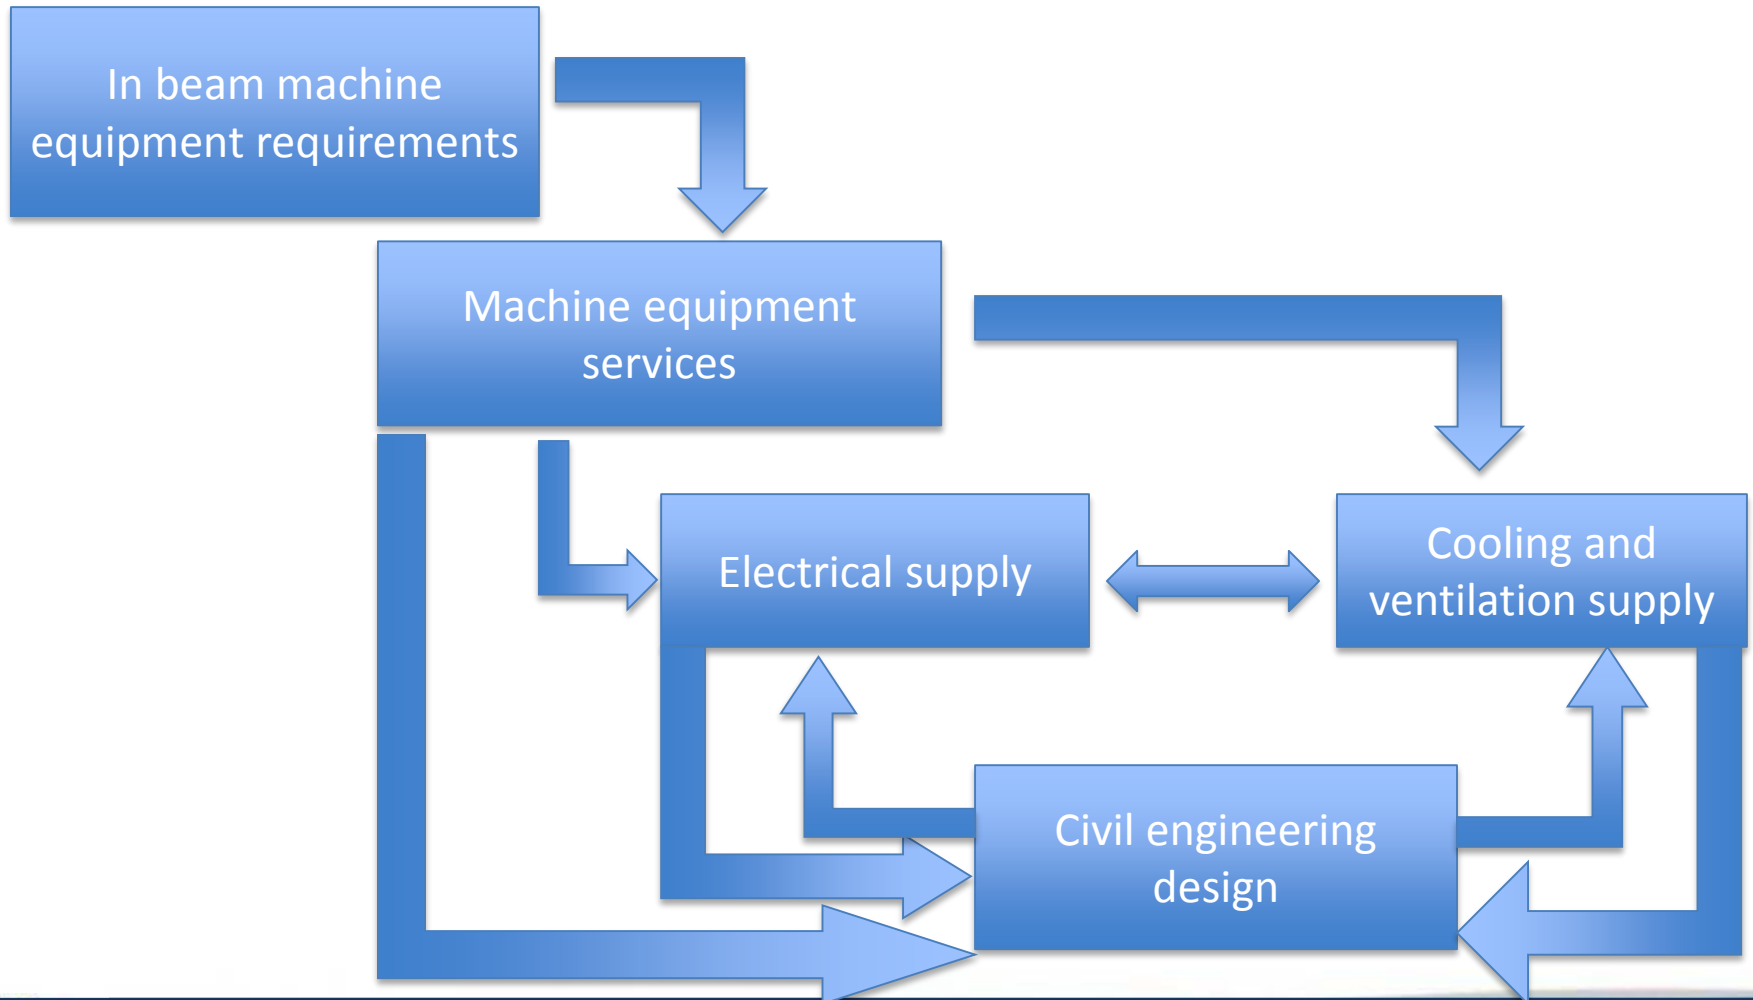 In beam machine
equipment requirements
Machine equipment
services
Electrical supply
Cooling and
ventilation supply
Civil engineering
design